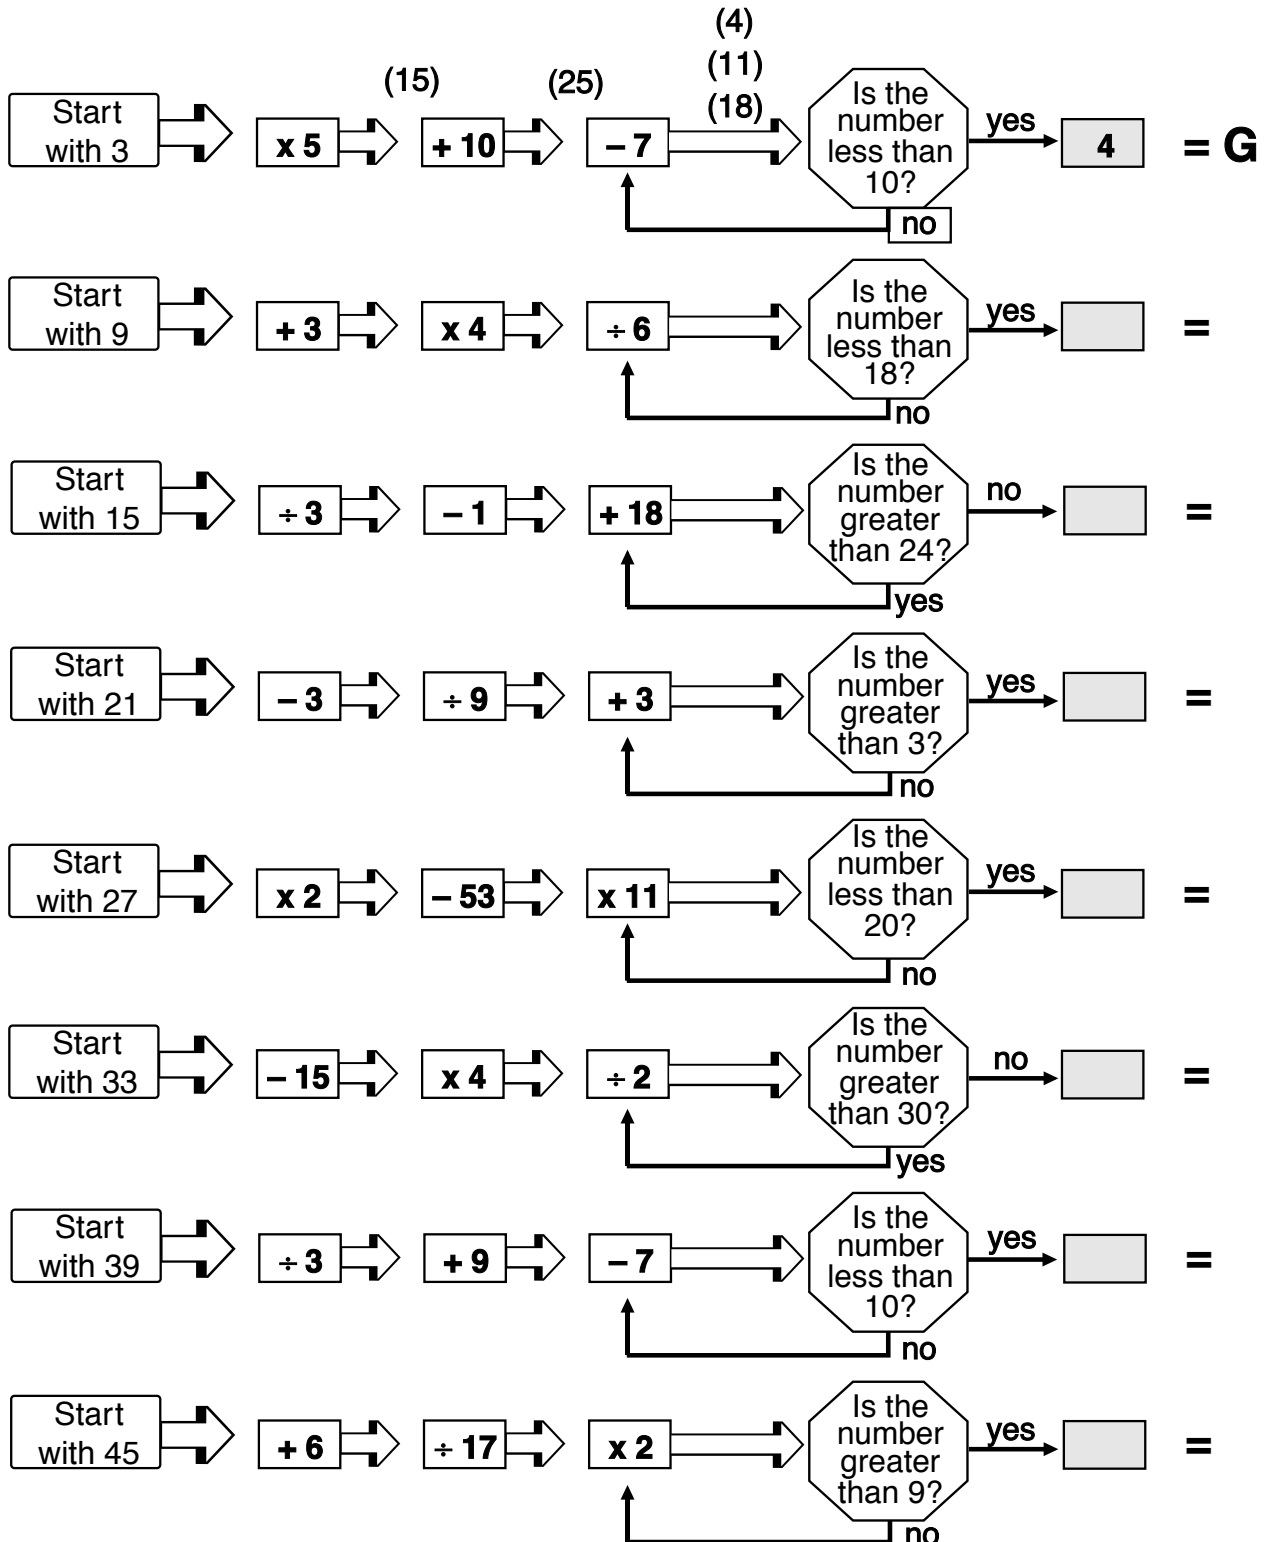 (4)
(11)
(18)
(15)
(25)
Start
with 3
x 5
+ 10
– 7
Is the
number
less than
10?
yes
no
4
= G
Start
with 9
+ 3
x 4
÷ 6
Is the
number
less than
18?
yes
no
=
Start
with 15
÷ 3
– 1
+ 18
Is the
number
greater
than 24?
no
yes
=
Start
with 21
– 3
÷ 9
+ 3
Is the
number
greater
than 3?
yes
no
=
Start
with 27
x 2
– 53
x 11
Is the
number
less than
20?
yes
no
=
Start
with 33
– 15
x 4
÷ 2
Is the
number
greater
than 30?
no
yes
=
Start
with 39
÷ 3
+ 9
– 7
Is the
number
less than
10?
yes
no
=
Start
with 45
+ 6
÷ 17
x 2
Is the
number
greater
than 9?
yes
no
=